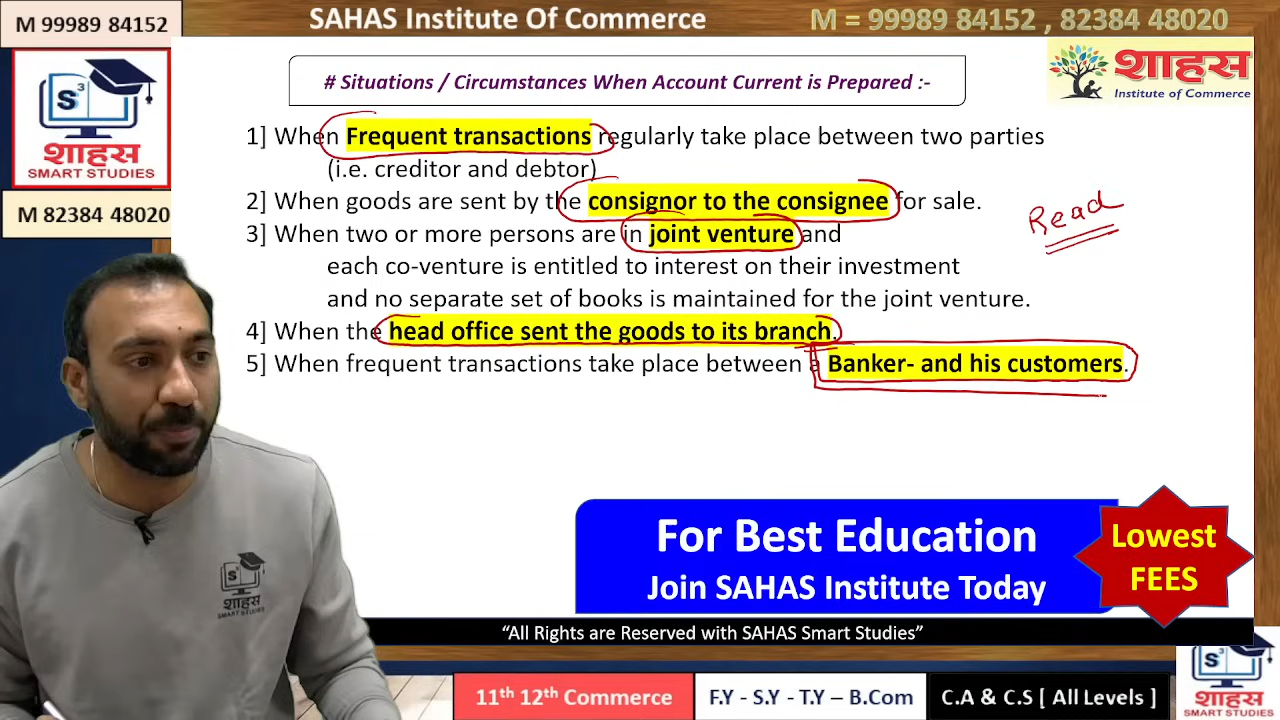 M 99989 84152
SAHAS Institute Of Commerce
M = 99989 84152 , 82384 48020
S³
शाहस
SMART STUDIES
M 82384 48020
# Situations / Circumstances When Account Current is Prepared :-
शाहस
Institute of Commerce
1] When Frequent transactions regularly take place between two parties
(i.e. creditor and debtor)
2] When goods are sent by the consignor to the consignee for sale.
Read
3] When two or more persons are in joint venture and
each co-venture is entitled to interest on their investment
and no separate set of books is maintained for the joint venture.
4] When the head office sent the goods to its branch.
5] When frequent transactions take place between a Banker- and his customers.
S³
शाहस
SMART STUDIES
For Best Education
Join SAHAS Institute Today
Lowest
FEES
“All Rights are Reserved with SAHAS Smart Studies”
11th 12th Commerce
F.Y - S.Y - T.Y – B.Com
C.A & C.S [ All Levels ]
S³
शाहस
SMART STUDIES